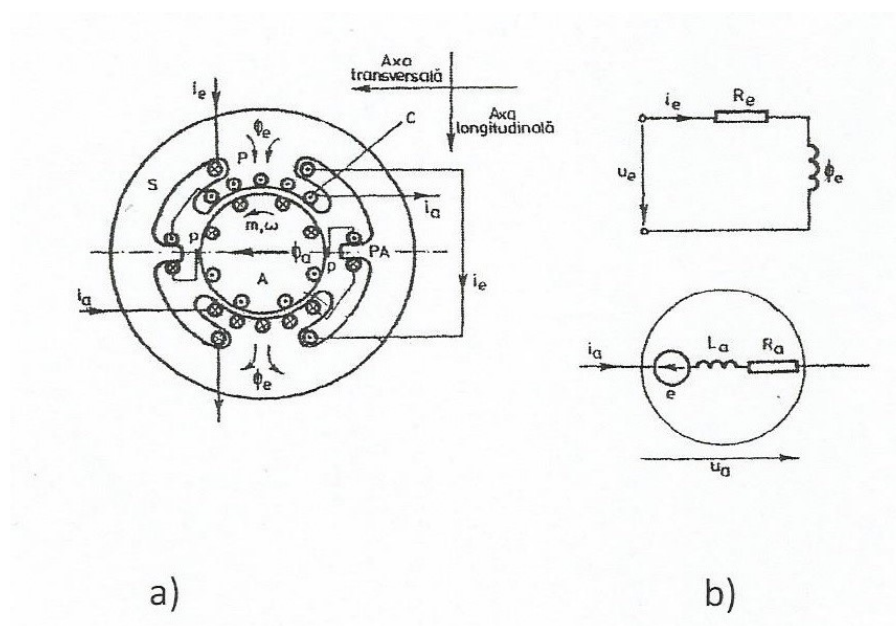 Axa
transversală
Axa
longitudinală
i_e
ϕ_e
P
C
S
i_a
m,ω
p
ϕ_a
p
PA
A
i_a
i_e
ϕ_e
a)
i_e
R_e
u_e
ϕ_e
i_a
L_a
R_a
e
u_a
b)